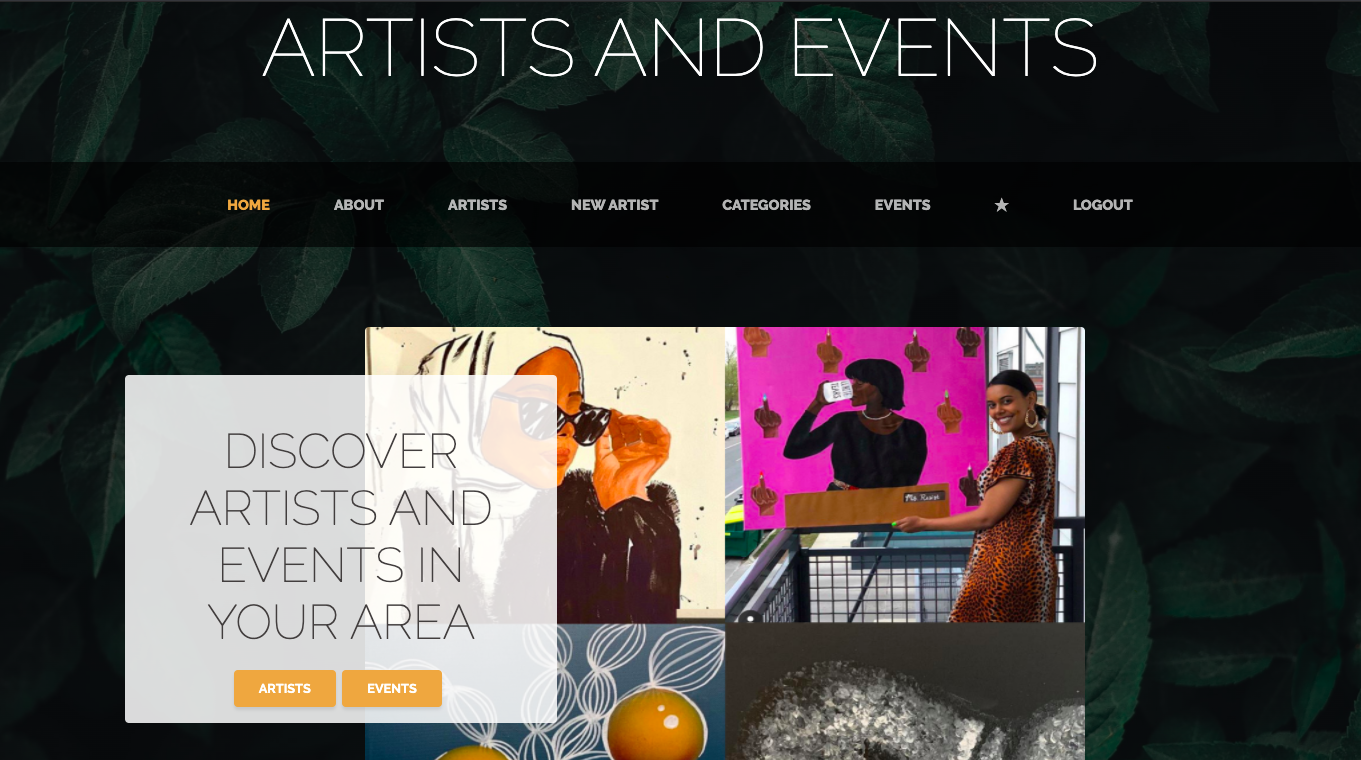 ARTISTS AND EVENTS
HOME ABOUT ARTISTS NEW ARTIST CATEGORIES EVENTS ★ LOGOUT
DISCOVER
ARTISTS AND
EVENTS IN
YOUR AREA
ARTISTS EVENTS